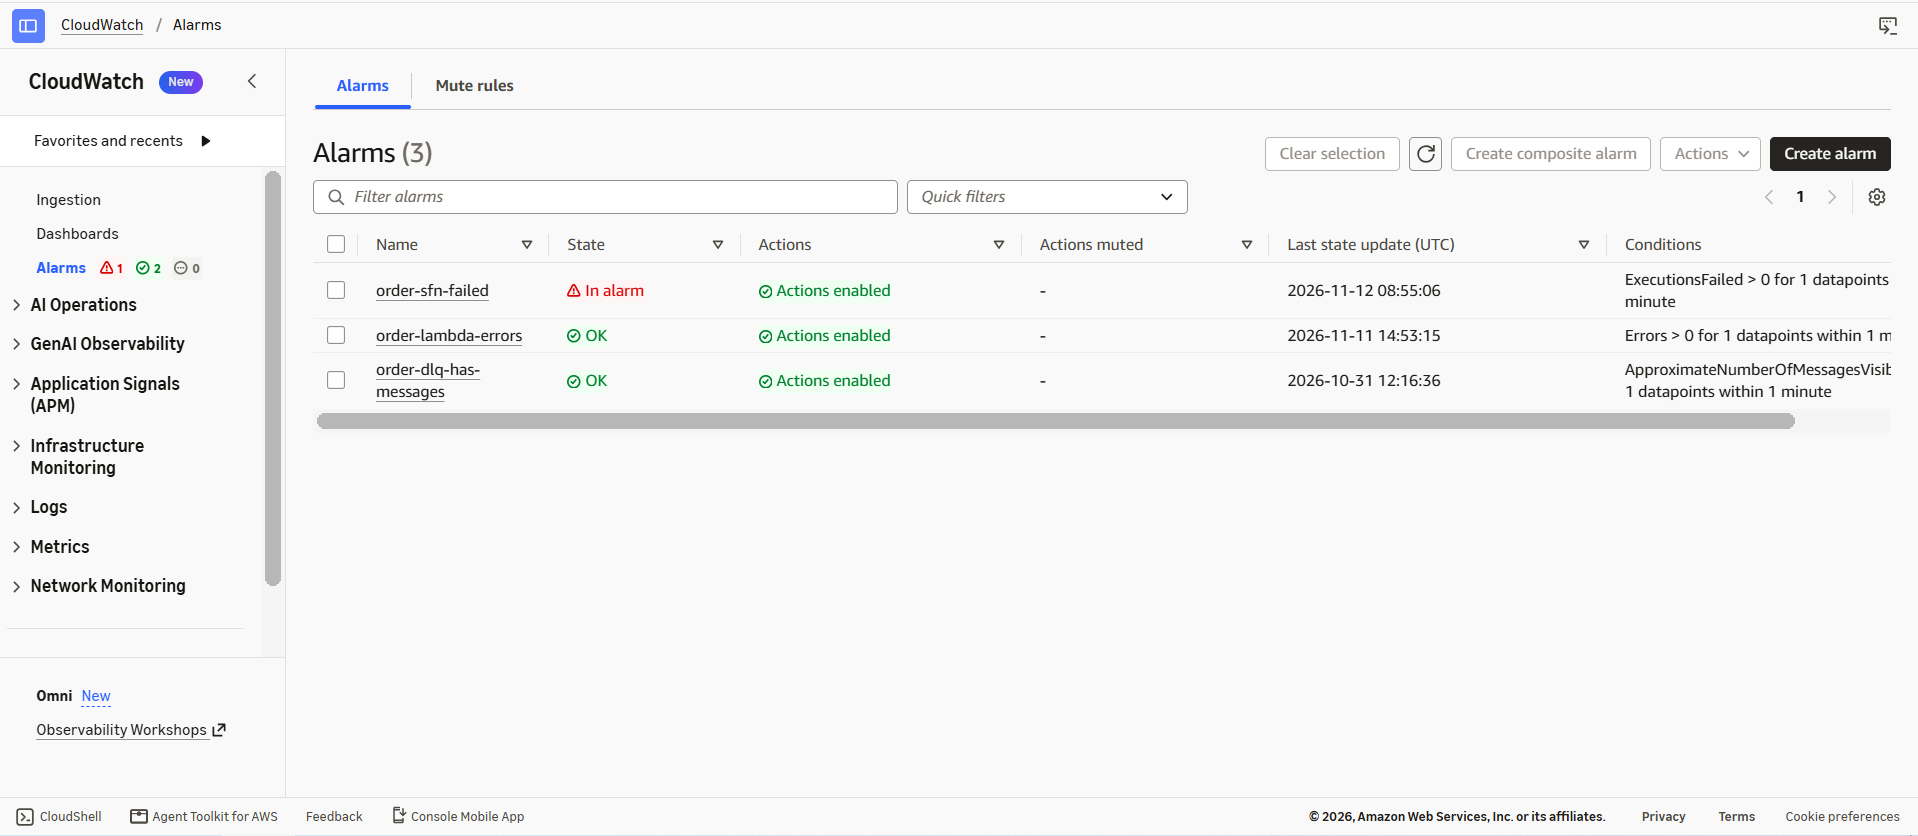 CloudWatch / Alarms
CloudWatch New
Favorites and recents
Ingestion
Dashboards
Alarms 1 2 0
AI Operations
GenAI Observability
Application Signals
(APM)
Infrastructure
Monitoring
Logs
Metrics
Network Monitoring
Omni New
Observability Workshops
Alarms Mute rules
Alarms (3)
Clear selection Create composite alarm Actions Create alarm
Filter alarms Quick filters 1
Name State Actions Actions muted Last state update (UTC) Conditions
order-sfn-failed In alarm Actions enabled - 2026-11-12 08:55:06 ExecutionsFailed > 0 for 1 datapoints
minute
order-lambda-errors OK Actions enabled - 2026-11-11 14:53:15 Errors > 0 for 1 datapoints within 1 m
order-dlq-has-
messages OK Actions enabled - 2026-10-31 12:16:36 ApproximateNumberOfMessagesVisib
1 datapoints within 1 minute
CloudShell Agent Toolkit for AWS Feedback Console Mobile App © 2026, Amazon Web Services, Inc. or its affiliates. Privacy Terms Cookie preferences